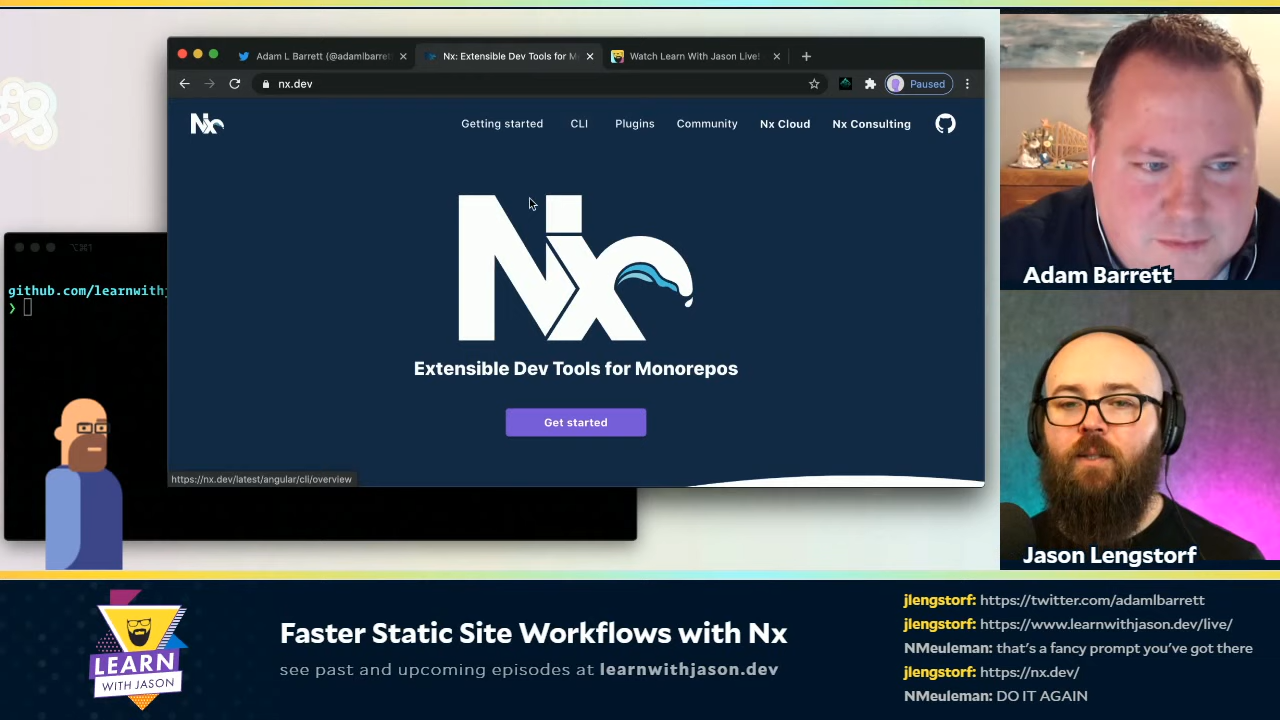 Adam L Barrett (@adamlbarret
Nx: Extensible Dev Tools for M
Watch Learn With Jason Live!
nx.dev
Paused
Nx
Getting started
CLI
Plugins
Community
Nx Cloud
Nx Consulting
Nx
Extensible Dev Tools for Monorepos
Get started
https://nx.dev/latest/angular/cli/overview
⌥⌘1
github.com/learnwithj
❯
Adam Barrett
Jason Lengstorf
LEARN
WITH JASON
Faster Static Site Workflows with Nx
see past and upcoming episodes at learnwithjason.dev
jlengstorf: https://twitter.com/adamlbarrett
jlengstorf: https://www.learnwithjason.dev/live/
NMeuleman: that's a fancy prompt you've got there
jlengstorf: https://nx.dev/
NMeuleman: DO IT AGAIN